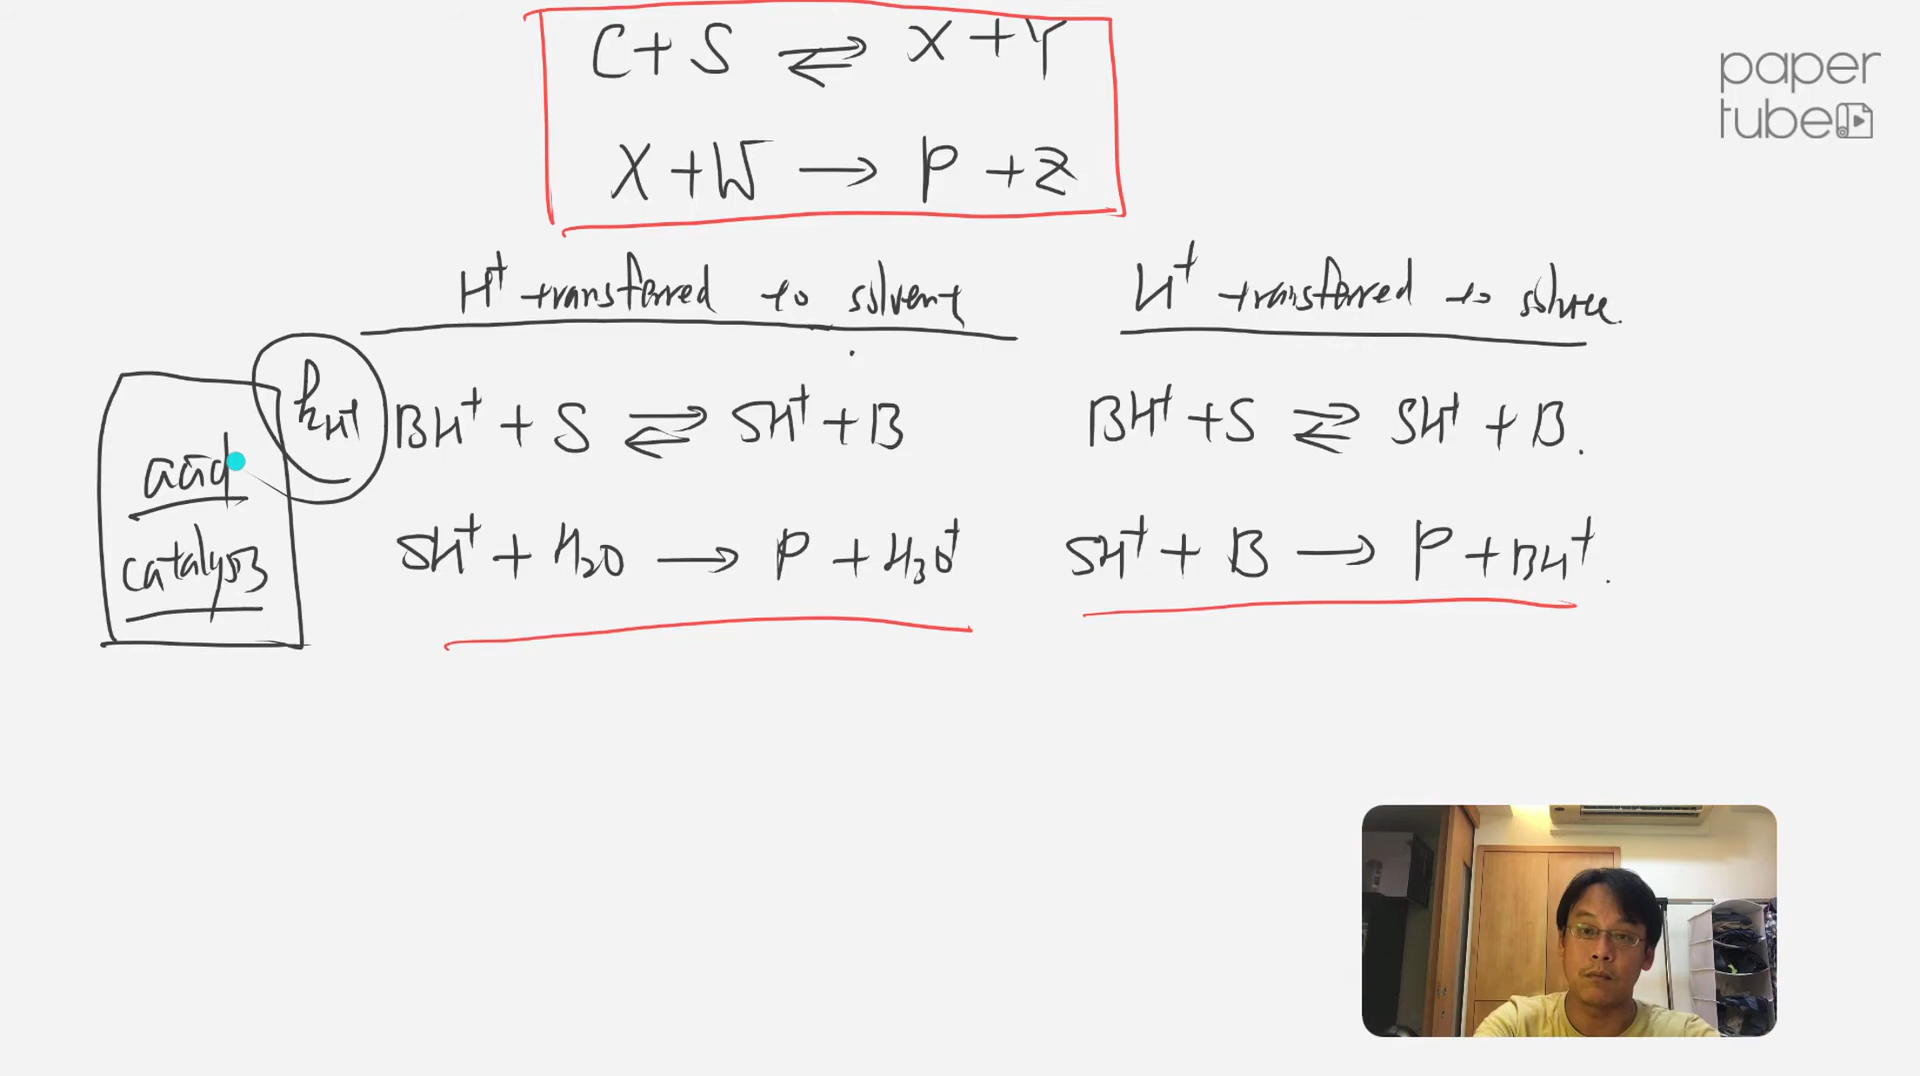 C + S ⇌ X + Y
X + W → P + Z
H⁺ transferred to solvent
H⁺ transferred to solute.
acid
catalysis
k_H⁺
BH⁺ + S ⇌ SH⁺ + B
SH⁺ + H₂O → P + H₃O⁺
BH⁺ + S ⇌ SH⁺ + B.
SH⁺ + B → P + BH⁺.
paper
tube